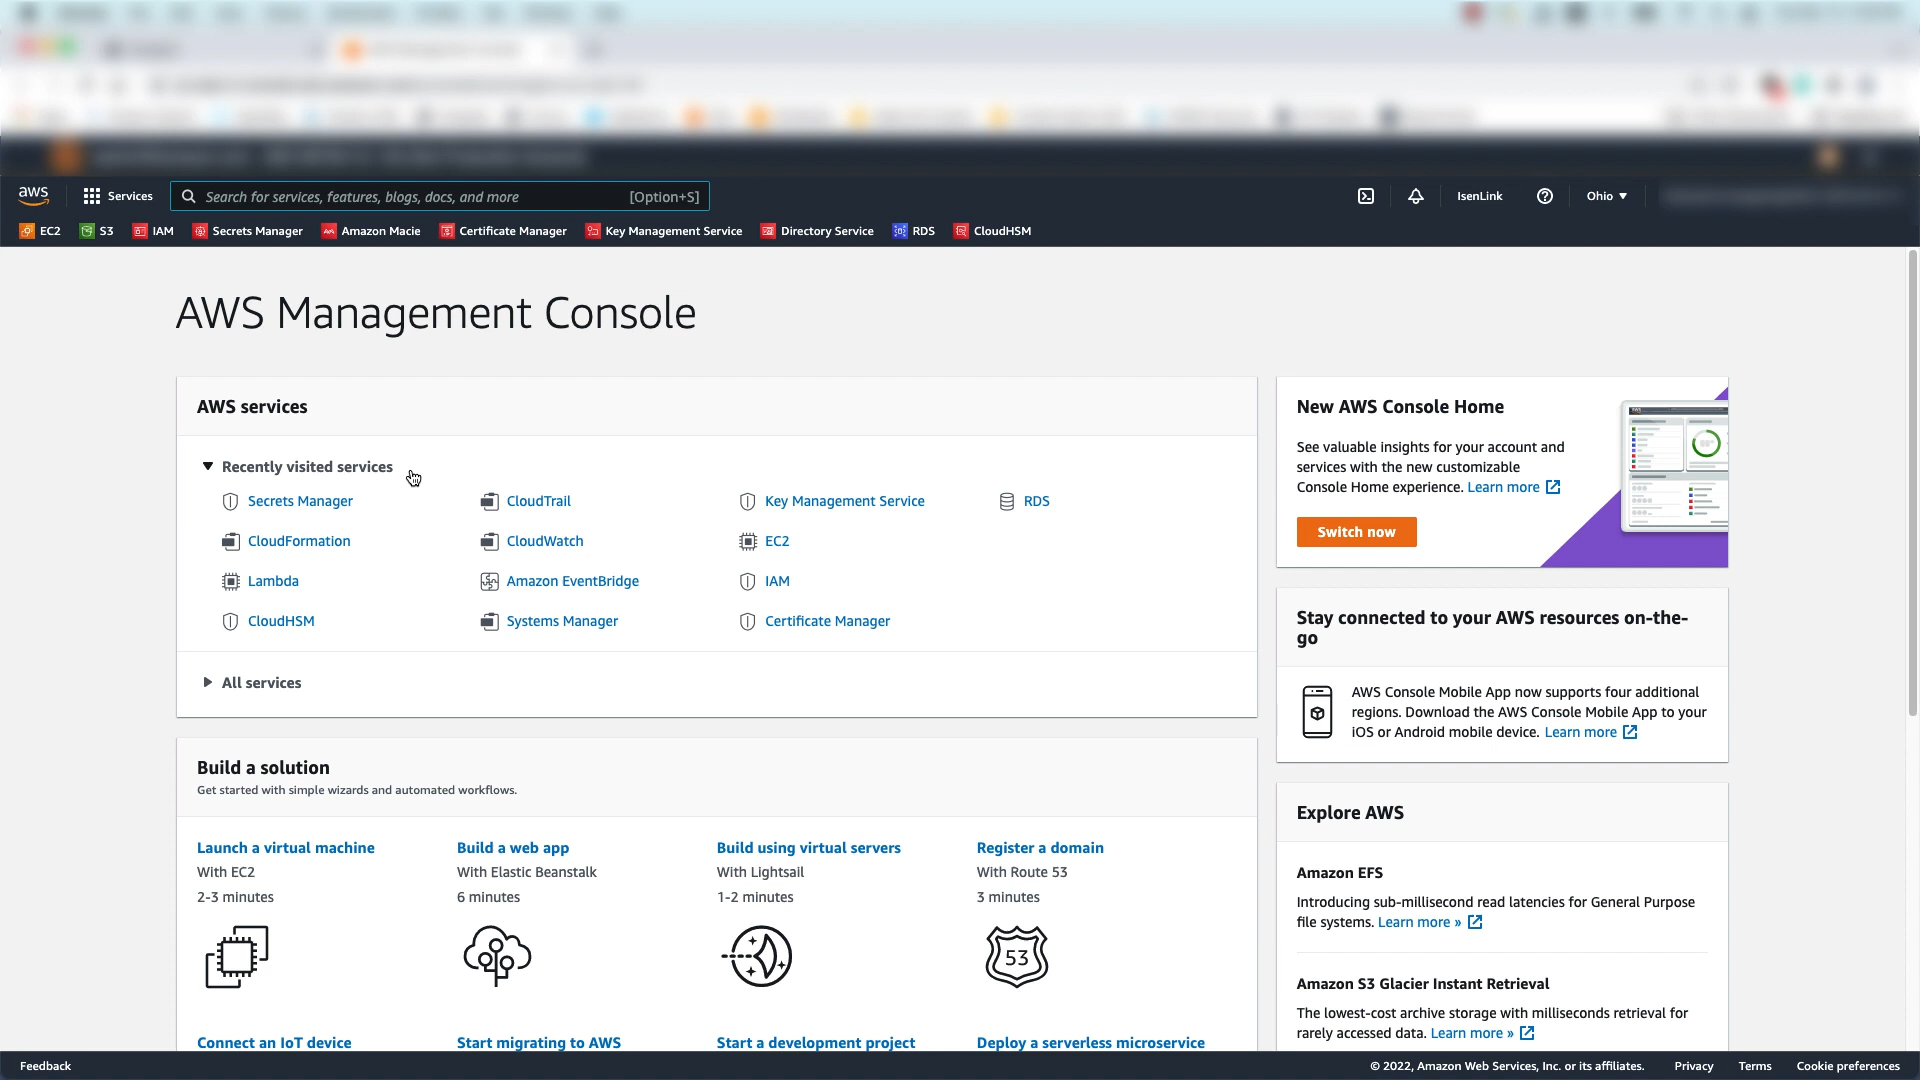 aws
Services
Search for services, features, blogs, docs, and more
[Option+S]
IsenLink
Ohio
EC2
S3
IAM
Secrets Manager
Amazon Macie
Certificate Manager
Key Management Service
Directory Service
RDS
CloudHSM
AWS Management Console
AWS services
Recently visited services
Secrets Manager
CloudTrail
Key Management Service
RDS
CloudFormation
CloudWatch
EC2
Lambda
Amazon EventBridge
IAM
CloudHSM
Systems Manager
Certificate Manager
All services
Build a solution
Get started with simple wizards and automated workflows.
Launch a virtual machine
With EC2
2-3 minutes
Build a web app
With Elastic Beanstalk
6 minutes
Build using virtual servers
With Lightsail
1-2 minutes
Register a domain
With Route 53
3 minutes
53
Connect an IoT device
Start migrating to AWS
Start a development project
Deploy a serverless microservice
New AWS Console Home
See valuable insights for your account and
services with the new customizable
Console Home experience. Learn more
Switch now
Stay connected to your AWS resources on-the-
go
AWS Console Mobile App now supports four additional
regions. Download the AWS Console Mobile App to your
iOS or Android mobile device. Learn more
Explore AWS
Amazon EFS
Introducing sub-millisecond read latencies for General Purpose
file systems. Learn more »
Amazon S3 Glacier Instant Retrieval
The lowest-cost archive storage with milliseconds retrieval for
rarely accessed data. Learn more »
Feedback
© 2022, Amazon Web Services, Inc. or its affiliates.
Privacy
Terms
Cookie preferences